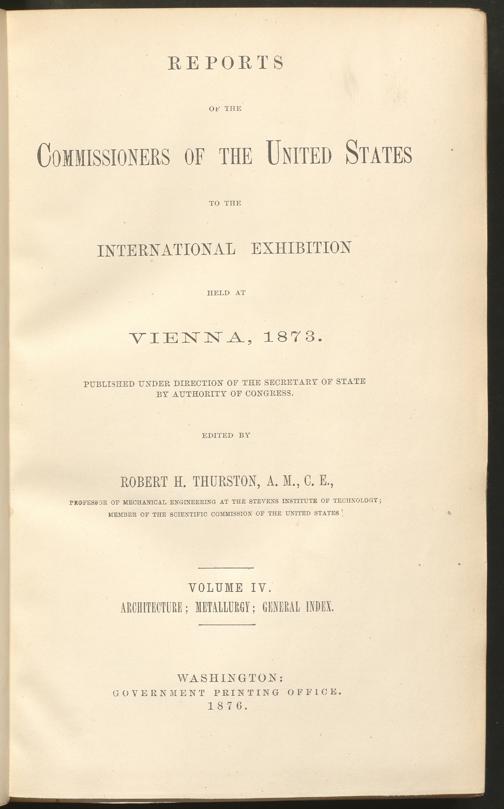 REPORTS
OF THE
COMMISSIONERS OF THE UNITED STATES
TO THE
INTERNATIONAL EXHIBITION
HELD AT
VIENNA, 1873.
PUBLISHED UNDER DIRECTION OF THE SECRETARY OF STATE
BY AUTHORITY OF CONGRESS.
EDITED BY
ROBERT H. THURSTON, A. M., C. E.,
PROFESSOR OF MECHANICAL ENGINEERING AT THE STEVENS INSTITUTE OF TECHNOLOGY;
MEMBER OF THE SCIENTIFIC COMMISSION OF THE UNITED STATES
VOLUME IV.
ARCHITECTURE; METALLURGY; GENERAL INDEX.
WASHINGTON:
GOVERNMENT PRINTING OFFICE.
1876.